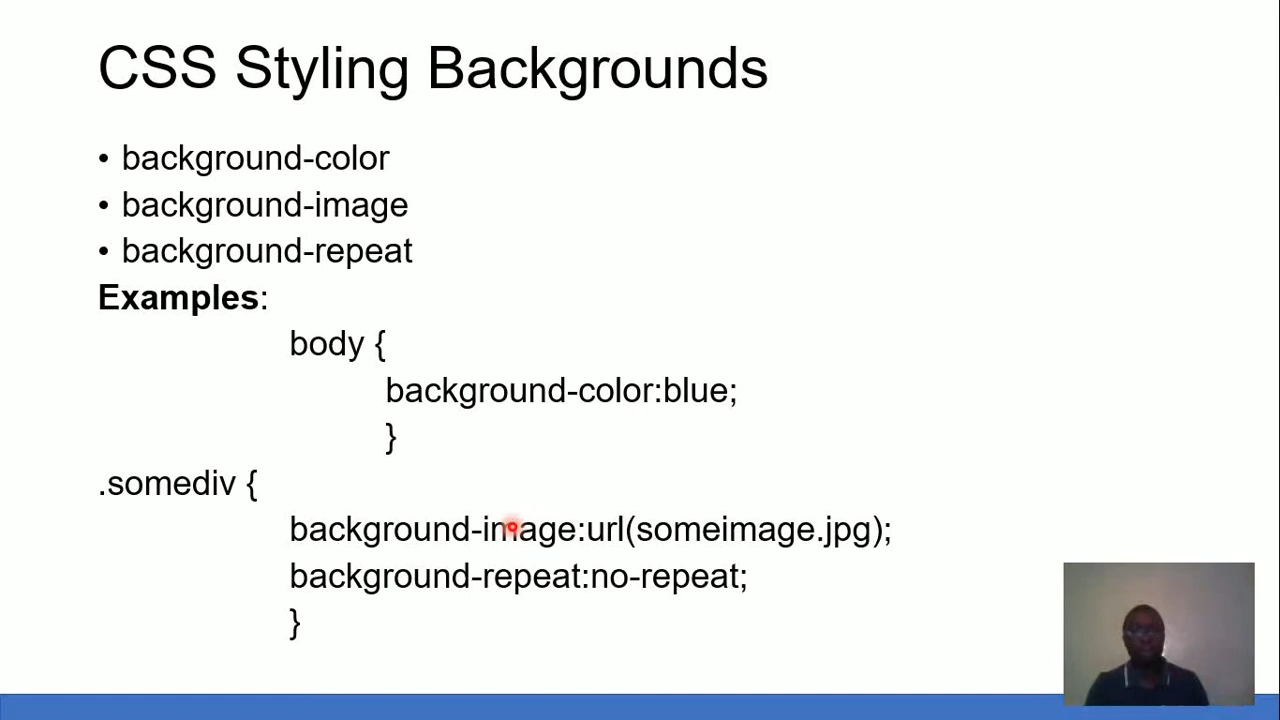 CSS Styling Backgrounds
• background-color
• background-image
• background-repeat
Examples:
body {
background-color:blue;
}
.somediv {
background-image:url(someimage.jpg);
background-repeat:no-repeat;
}